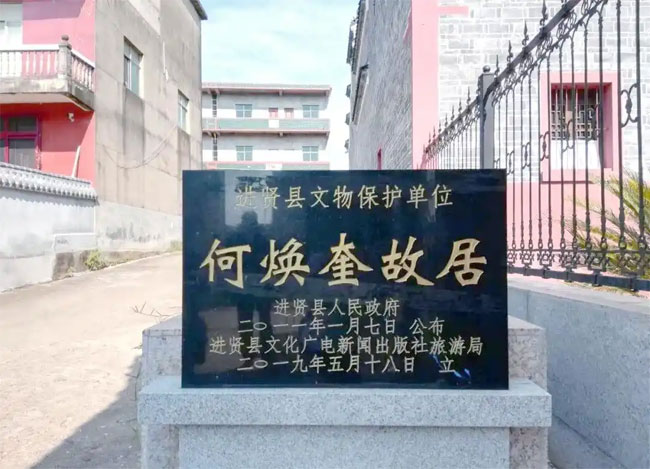 进贤县文物保护单位
何焕奎故居
进贤县人民政府
二〇一一年一月七日 公布
进贤县文化广电新闻出版社旅游局
二〇一九年五月十八日 立